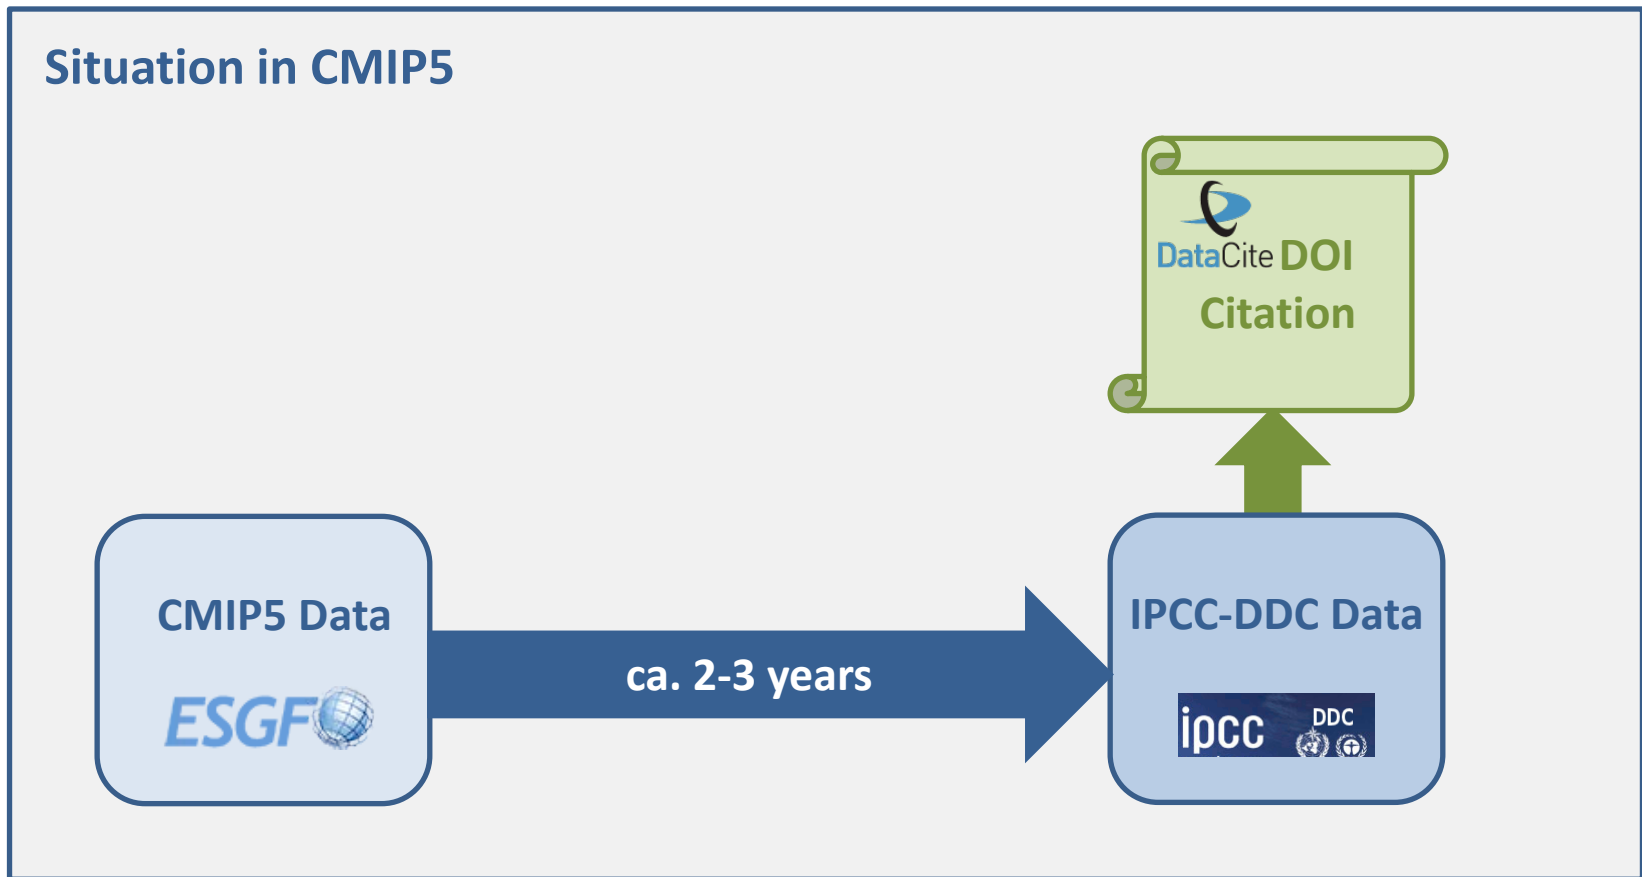 Situation in CMIP5
DataCite DOI
Citation
CMIP5 Data
ESGF
ca. 2-3 years
IPCC-DDC Data
ipcc DDC